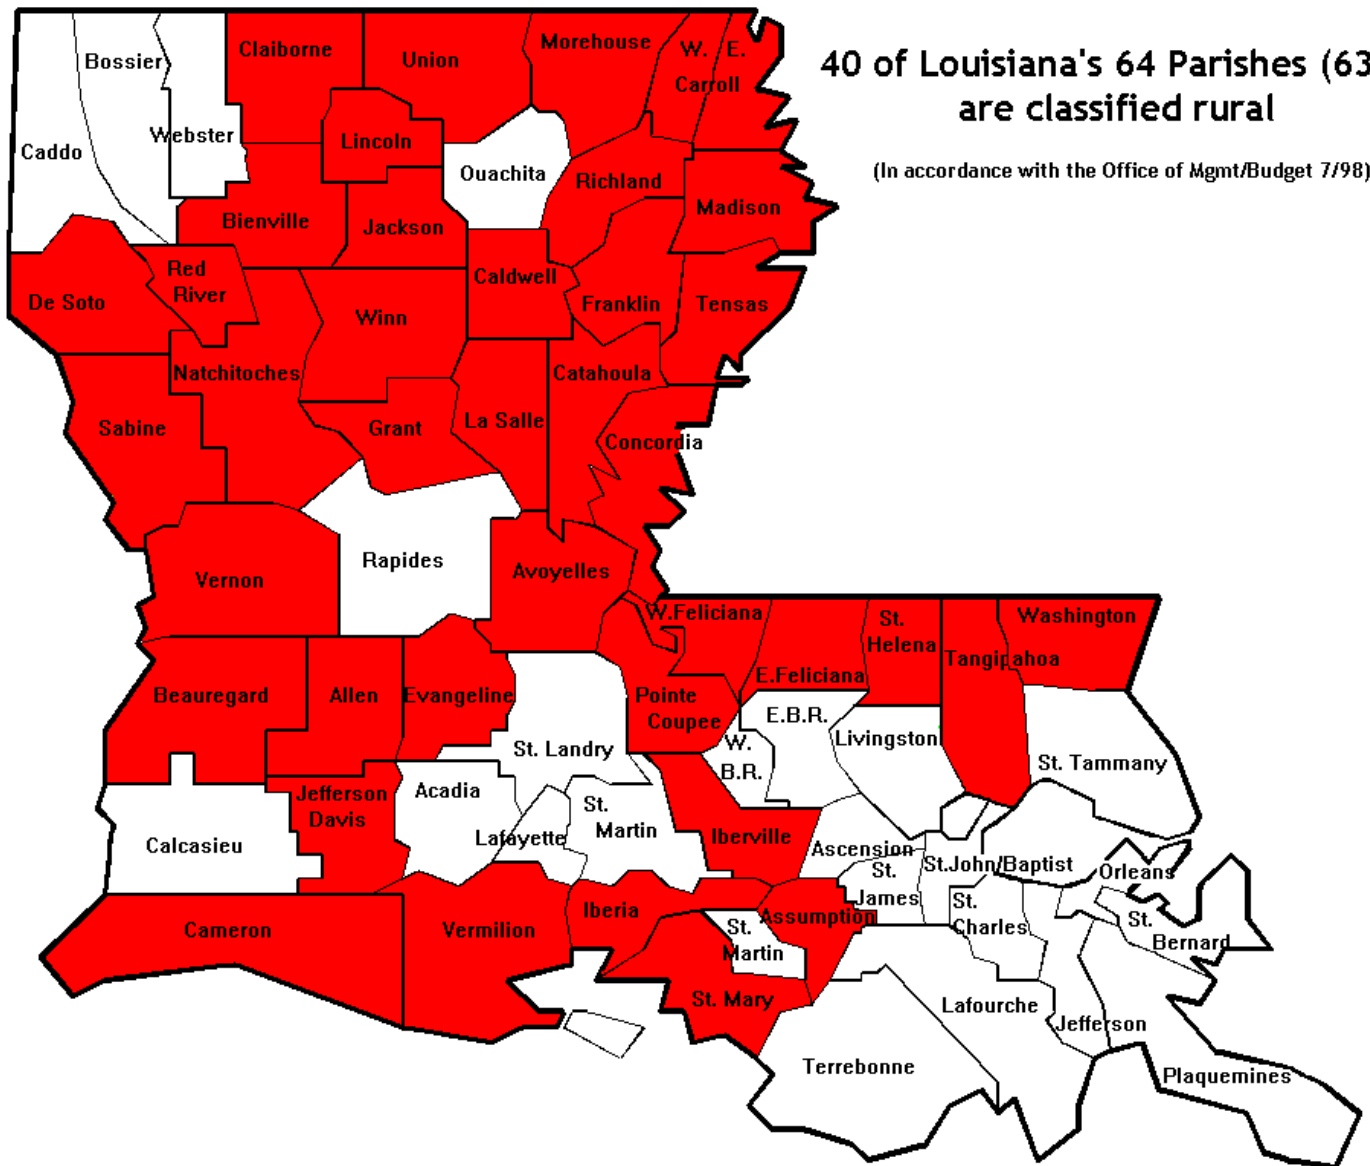 40 of Louisiana's 64 Parishes (63
are classified rural
(In accordance with the Office of Mgmt/Budget 7/98)
Bossier
Claiborne
Union
Morehouse
W.
E.
Carroll
Caddo
Webster
Lincoln
Ouachita
Richland
Madison
Bienville
Jackson
Red
River
Caldwell
De Soto
Winn
Franklin
Tensas
Natchitoches
Catahoula
Sabine
Grant
La Salle
Concordia
Rapides
Vernon
Avoyelles
W.Feliciana
St.
Helena
Washington
Tangipahoa
E.Feliciana
Beauregard
Allen
Evangeline
Pointe
Coupee
E.B.R.
W.
B.R.
Livingston
St. Landry
St. Tammany
Jefferson
Davis
Acadia
St.
Martin
Lafayette
Iberville
Calcasieu
Ascension
St.
James
St.John/Baptist
Orleans
Iberia
Assumption
St.
Charles
St.
Bernard
Cameron
Vermilion
St.
Martin
St. Mary
Lafourche
Jefferson
Terrebonne
Plaquemines